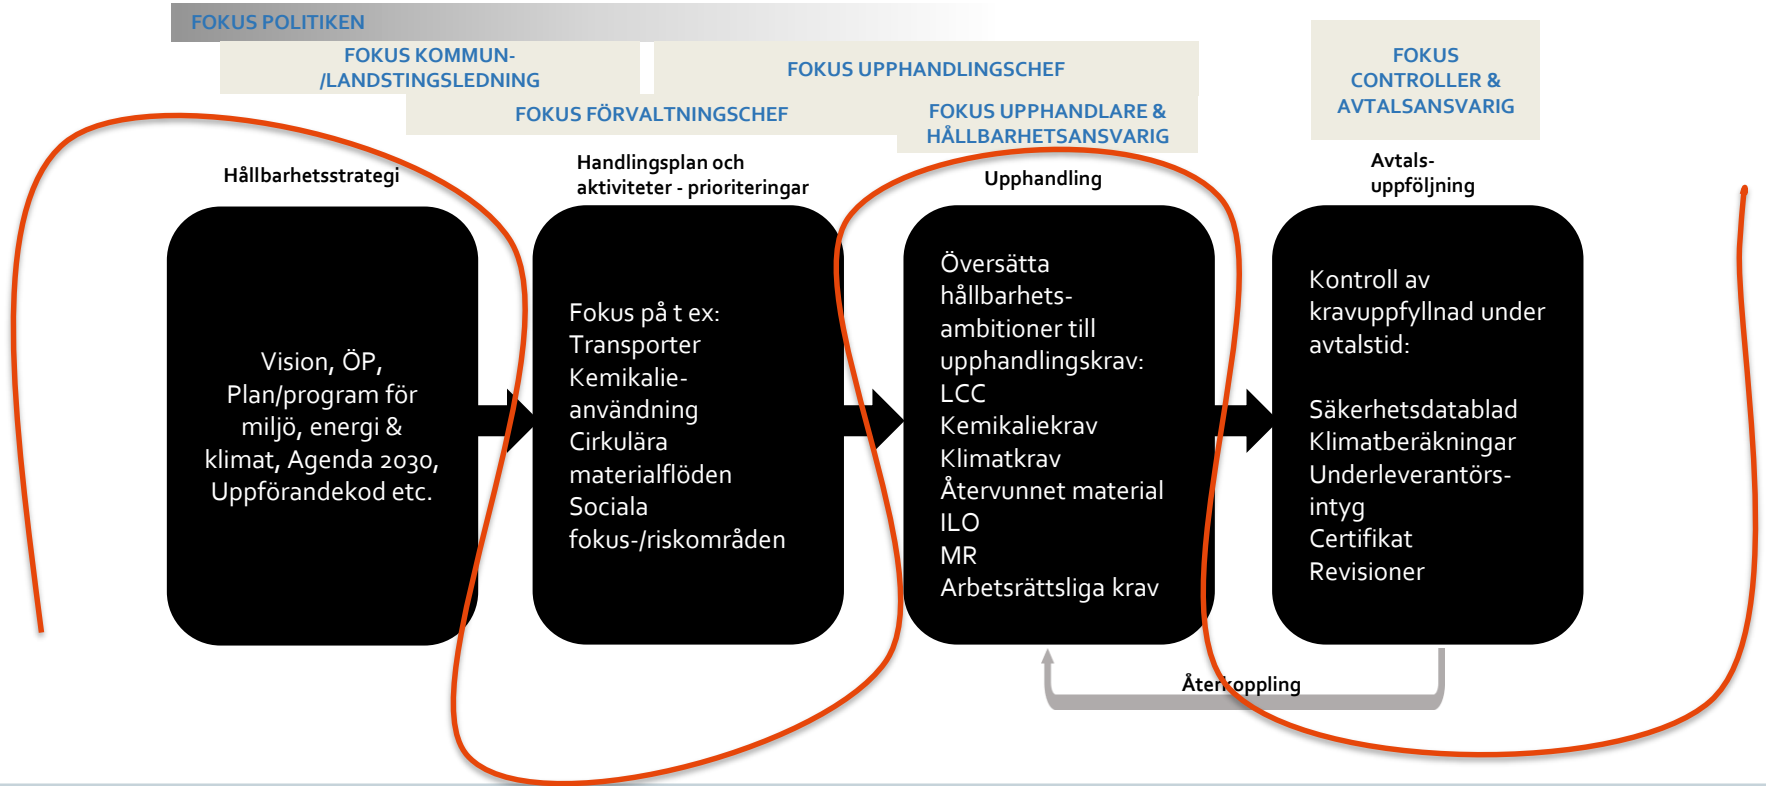 FOKUS POLITIKEN
FOKUS KOMMUN-
/LANDSTINGSLEDNING
FOKUS UPPHANDLINGSCHEF
FOKUS
CONTROLLER &
AVTALSANSVARIG
FOKUS FÖRVALTNINGSCHEF
FOKUS UPPHANDLARE &
HÅLLBARHETSANSVARIG
Hållbarhetsstrategi
Vision, ÖP,
Plan/program för
miljö, energi &
klimat, Agenda 2030,
Uppförandekod etc.
Handlingsplan och
aktiviteter - prioriteringar
Fokus på t ex:
Transporter
Kemikalie-
användning
Cirkulära
materialflöden
Sociala
fokus-/riskområden
Upphandling
Översätta
hållbarhets-
ambitioner till
upphandlingskrav:
LCC
Kemikaliekrav
Klimatkrav
Återvunnet material
ILO
MR
Arbetsrättsliga krav
Avtals-
uppföljning
Kontroll av
kravuppfyllnad under
avtalstid:
Säkerhetsdatablad
Klimatberäkningar
Underleverantörs-
intyg
Certifikat
Revisioner
Återkoppling